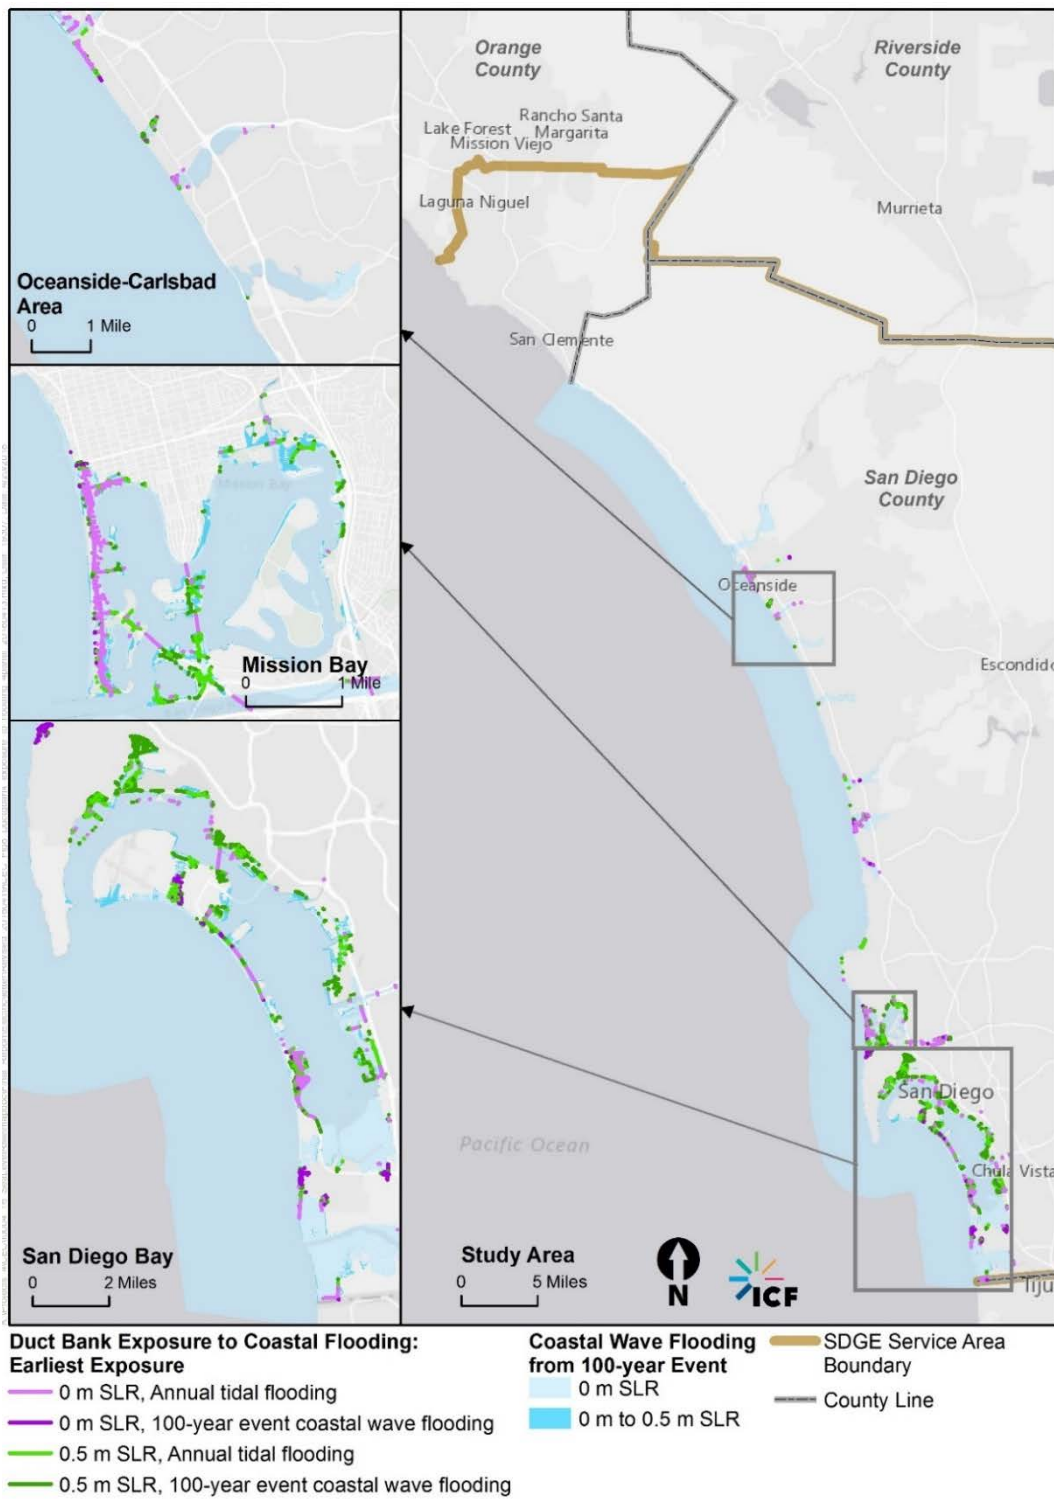 Orange
County
Riverside
County
Rancho Santa
Margarita
Lake Forest
Mission Viejo
Laguna Niguel
Murrieta
San Clemente
San Diego
County
Oceanside
Escondido
Pacific Ocean
San Diego
Chula Vista
Tiju
Oceanside-Carlsbad
Area
0 1 Mile
Mission Bay
Mission Bay
0 1 Mile
San Diego Bay
0 2 Miles
Study Area
0 5 Miles
N
ICF
Duct Bank Exposure to Coastal Flooding:
Earliest Exposure
0 m SLR, Annual tidal flooding
0 m SLR, 100-year event coastal wave flooding
0.5 m SLR, Annual tidal flooding
0.5 m SLR, 100-year event coastal wave flooding
Coastal Wave Flooding
from 100-year Event
0 m SLR
0 m to 0.5 m SLR
SDGE Service Area
Boundary
County Line